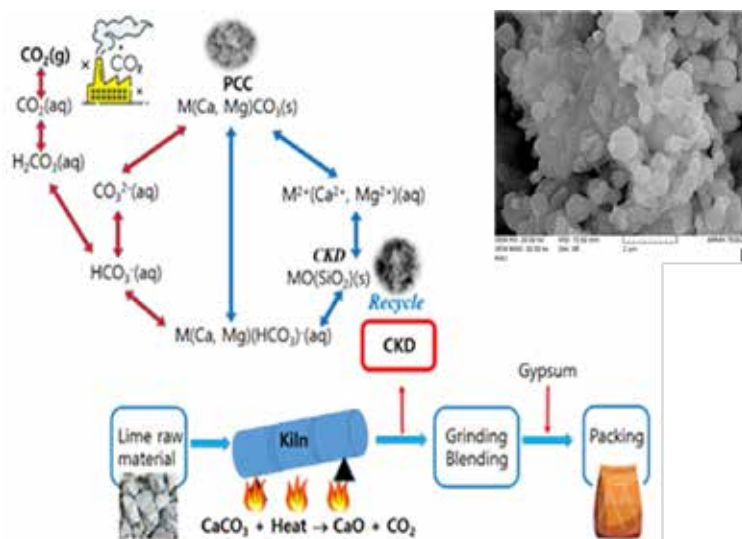 CO₂(g)
CO₂
PCC
CO₂(aq)
M(Ca, Mg)CO₃(s)
H₂CO₃(aq)
CO₃²⁻(aq)
M²⁺(Ca²⁺, Mg²⁺)(aq)
CKD
HCO₃⁻(aq)
MO(SiO₂)(s)
Recycle
M(Ca, Mg)(HCO₃)⁻(aq)
CKD
Gypsum
Lime raw
material
Kiln
Grinding
Blending
Packing
CaCO₃ + Heat → CaO + CO₂
2 μm